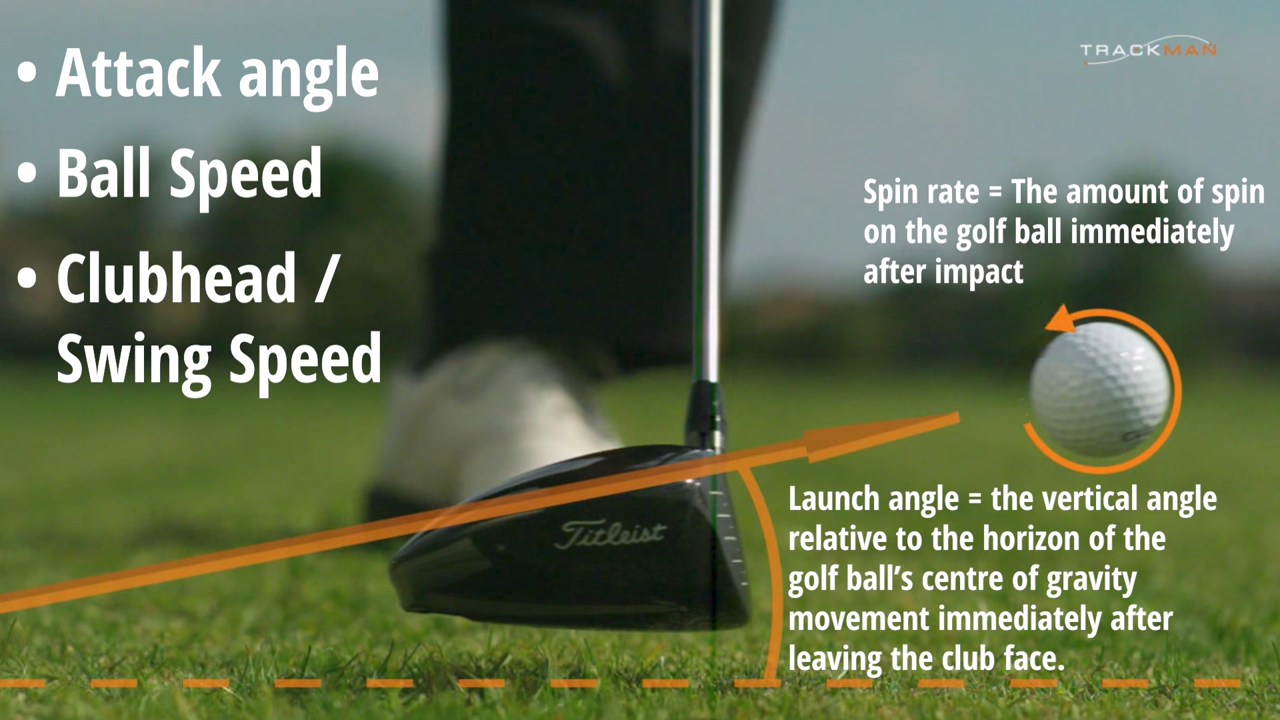 • Attack angle
• Ball Speed
• Clubhead /
Swing Speed
TRACKMAN
Spin rate = The amount of spin
on the golf ball immediately
after impact
Titleist
Launch angle = the vertical angle
relative to the horizon of the
golf ball’s centre of gravity
movement immediately after
leaving the club face.